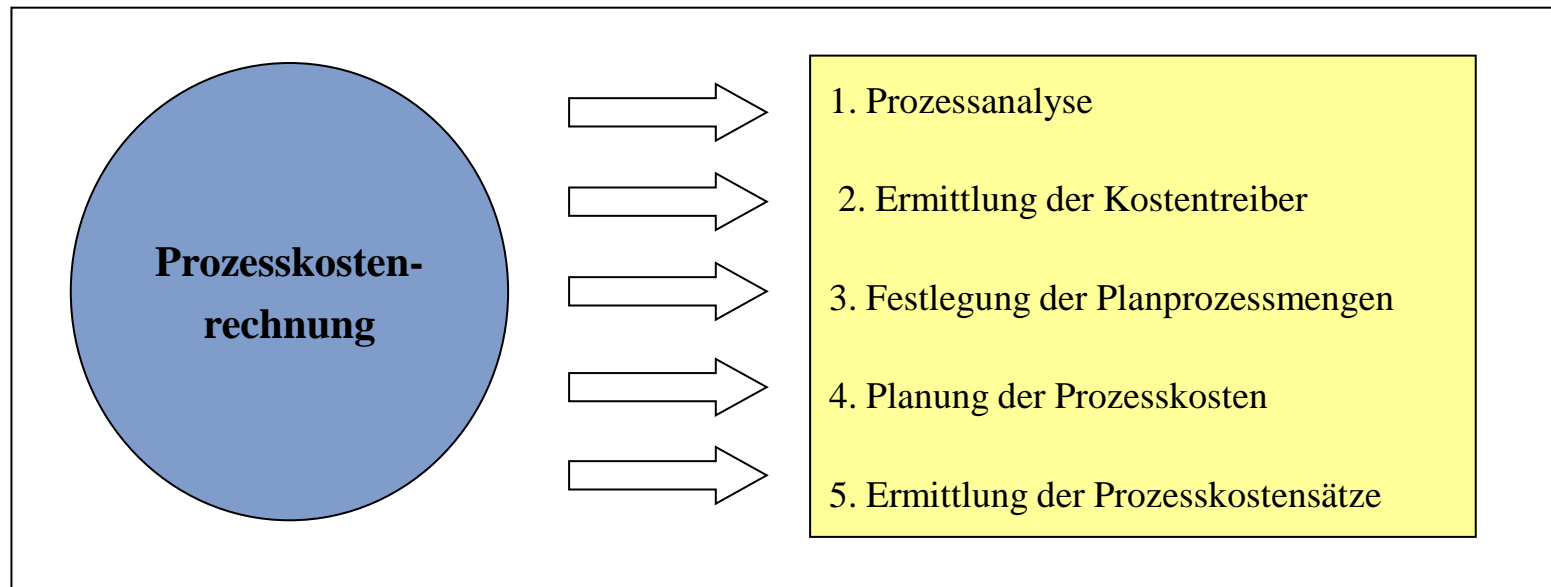 Prozesskosten-
rechnung
1. Prozessanalyse
2. Ermittlung der Kostentreiber
3. Festlegung der Planprozessmengen
4. Planung der Prozesskosten
5. Ermittlung der Prozesskostensätze